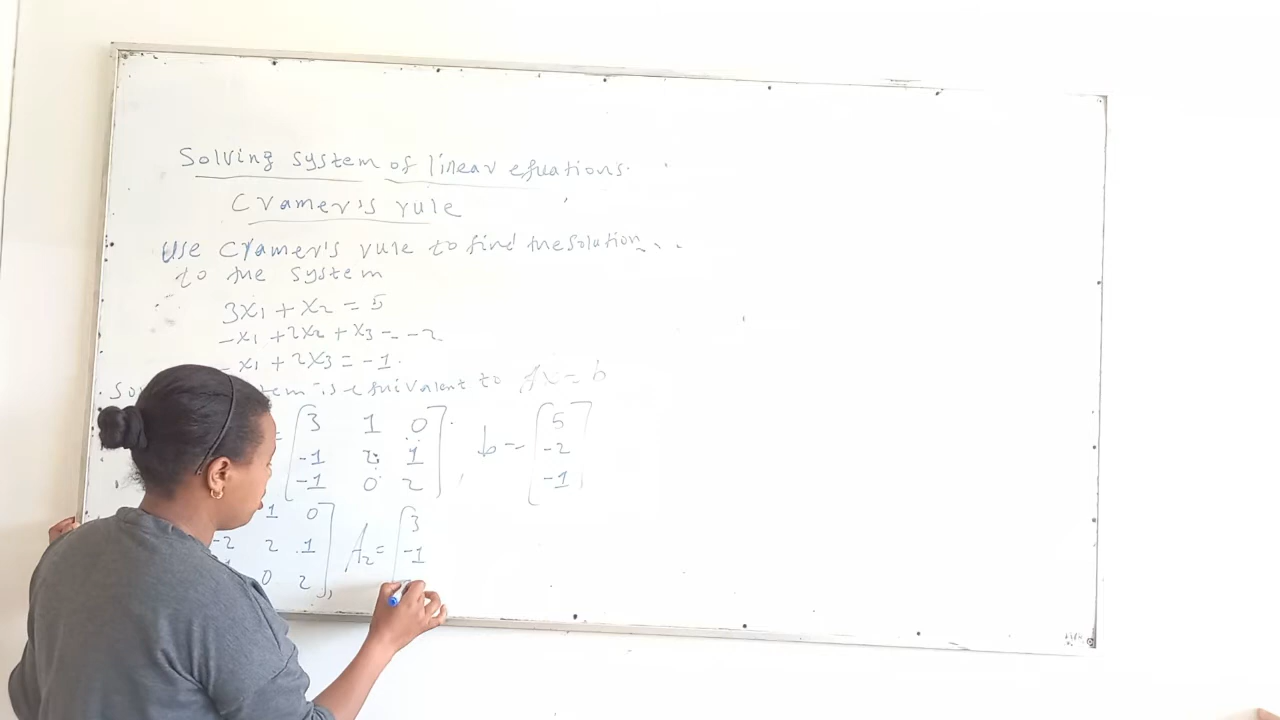 Solving system of linear equations.
Cramer's rule
Use Cramer's rule to find the solution
to the system
3x₁ + x₂ = 5
-x₁ + 2x₂ + x₃ = -2
-x₁ + 2x₃ = -1.
is equivalent to Ax = b
3 1 0
-1 2 1 , b =
-1 0 2
5
-2
-1
1 0
-2 2 1 , A₂ =
0 2
3
-1